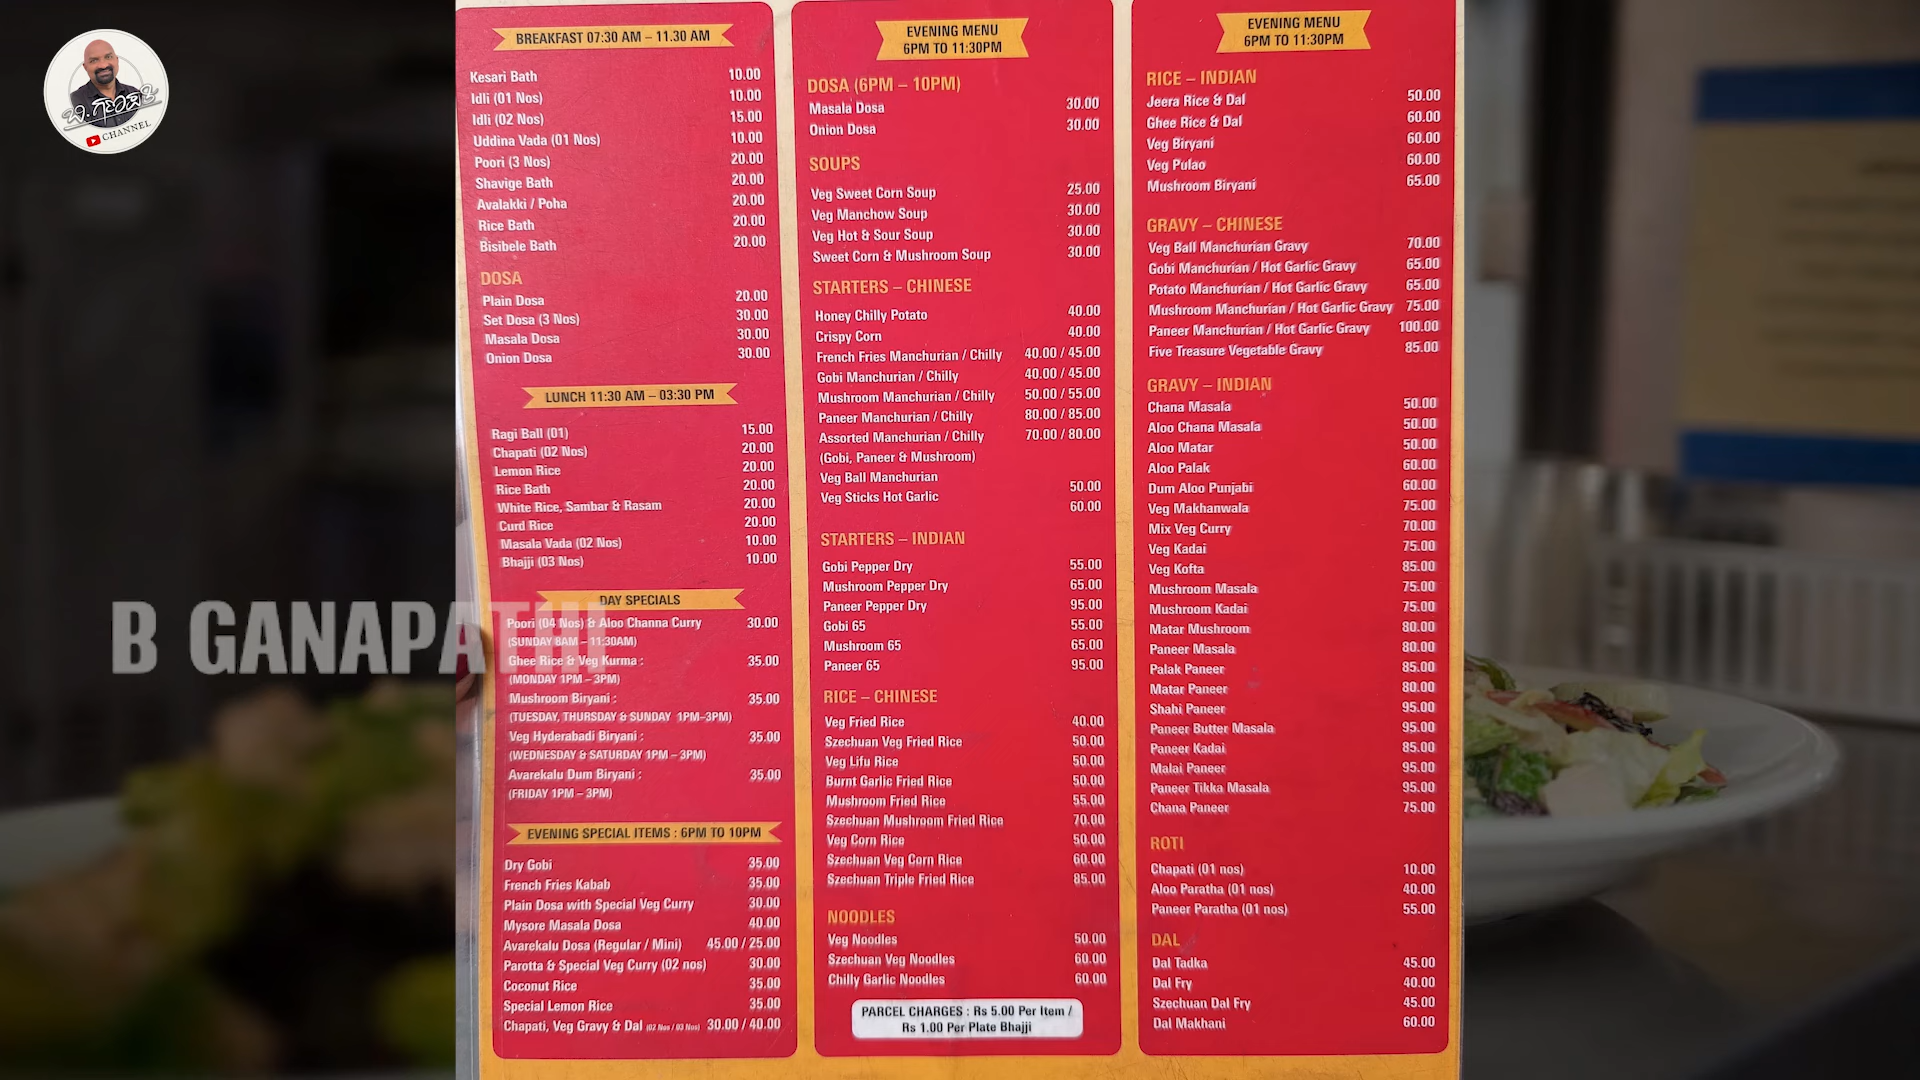 ಬಿ.ಗಣಪತಿ
CHANNEL
B GANAPATHI
BREAKFAST 07:30 AM – 11.30 AM
Kesari Bath 10.00
Idli (01 Nos) 10.00
Idli (02 Nos) 15.00
Uddina Vada (01 Nos) 10.00
Poori (3 Nos) 20.00
Shavige Bath 20.00
Avalakki / Poha 20.00
Rice Bath 20.00
Bisibele Bath 20.00
DOSA
Plain Dosa 20.00
Set Dosa (3 Nos) 30.00
Masala Dosa 30.00
Onion Dosa 30.00
LUNCH 11:30 AM – 03:30 PM
Ragi Ball (01) 15.00
Chapati (02 Nos) 20.00
Lemon Rice 20.00
Rice Bath 20.00
White Rice, Sambar & Rasam 20.00
Curd Rice 20.00
Masala Vada (02 Nos) 10.00
Bhajji (03 Nos) 10.00
DAY SPECIALS
Poori (04 Nos) & Aloo Channa Curry 30.00
(SUNDAY 8AM – 11:30AM)
Ghee Rice & Veg Kurma : 35.00
(MONDAY 1PM – 3PM)
Mushroom Biryani : 35.00
(TUESDAY, THURSDAY & SUNDAY 1PM–3PM)
Veg Hyderabadi Biryani : 35.00
(WEDNESDAY & SATURDAY 1PM – 3PM)
Avarekalu Dum Biryani : 35.00
(FRIDAY 1PM – 3PM)
EVENING SPECIAL ITEMS : 6PM TO 10PM
Dry Gobi 35.00
French Fries Kabab 35.00
Plain Dosa with Special Veg Curry 30.00
Mysore Masala Dosa 40.00
Avarekalu Dosa (Regular / Mini) 45.00 / 25.00
Parotta & Special Veg Curry (02 nos) 30.00
Coconut Rice 35.00
Special Lemon Rice 35.00
Chapati, Veg Gravy & Dal (02 Nos / 03 Nos) 30.00 / 40.00
EVENING MENU
6PM TO 11:30PM
DOSA (6PM – 10PM)
Masala Dosa 30.00
Onion Dosa 30.00
SOUPS
Veg Sweet Corn Soup 25.00
Veg Manchow Soup 30.00
Veg Hot & Sour Soup 30.00
Sweet Corn & Mushroom Soup 30.00
STARTERS – CHINESE
Honey Chilly Potato 40.00
Crispy Corn 40.00
French Fries Manchurian / Chilly 40.00 / 45.00
Gobi Manchurian / Chilly 40.00 / 45.00
Mushroom Manchurian / Chilly 50.00 / 55.00
Paneer Manchurian / Chilly 80.00 / 85.00
Assorted Manchurian / Chilly 70.00 / 80.00
(Gobi, Paneer & Mushroom)
Veg Ball Manchurian 50.00
Veg Sticks Hot Garlic 60.00
STARTERS – INDIAN
Gobi Pepper Dry 55.00
Mushroom Pepper Dry 65.00
Paneer Pepper Dry 95.00
Gobi 65 55.00
Mushroom 65 65.00
Paneer 65 95.00
RICE – CHINESE
Veg Fried Rice 40.00
Szechuan Veg Fried Rice 50.00
Veg Lifu Rice 50.00
Burnt Garlic Fried Rice 50.00
Mushroom Fried Rice 55.00
Szechuan Mushroom Fried Rice 70.00
Veg Corn Rice 50.00
Szechuan Veg Corn Rice 60.00
Szechuan Triple Fried Rice 85.00
NOODLES
Veg Noodles 50.00
Szechuan Veg Noodles 60.00
Chilly Garlic Noodles 60.00
PARCEL CHARGES : Rs 5.00 Per Item /
Rs 1.00 Per Plate Bhajji
EVENING MENU
6PM TO 11:30PM
RICE – INDIAN
Jeera Rice & Dal 50.00
Ghee Rice & Dal 60.00
Veg Biryani 60.00
Veg Pulao 60.00
Mushroom Biryani 65.00
GRAVY – CHINESE
Veg Ball Manchurian Gravy 70.00
Gobi Manchurian / Hot Garlic Gravy 65.00
Potato Manchurian / Hot Garlic Gravy 65.00
Mushroom Manchurian / Hot Garlic Gravy 75.00
Paneer Manchurian / Hot Garlic Gravy 100.00
Five Treasure Vegetable Gravy 85.00
GRAVY – INDIAN
Chana Masala 50.00
Aloo Chana Masala 50.00
Aloo Matar 50.00
Aloo Palak 60.00
Dum Aloo Punjabi 60.00
Veg Makhanwala 75.00
Mix Veg Curry 70.00
Veg Kadai 75.00
Veg Kofta 85.00
Mushroom Masala 75.00
Mushroom Kadai 75.00
Matar Mushroom 80.00
Paneer Masala 80.00
Palak Paneer 85.00
Matar Paneer 80.00
Shahi Paneer 95.00
Paneer Butter Masala 95.00
Paneer Kadai 85.00
Malai Paneer 95.00
Paneer Tikka Masala 95.00
Chana Paneer 75.00
ROTI
Chapati (01 nos) 10.00
Aloo Paratha (01 nos) 40.00
Paneer Paratha (01 nos) 55.00
DAL
Dal Tadka 45.00
Dal Fry 40.00
Szechuan Dal Fry 45.00
Dal Makhani 60.00